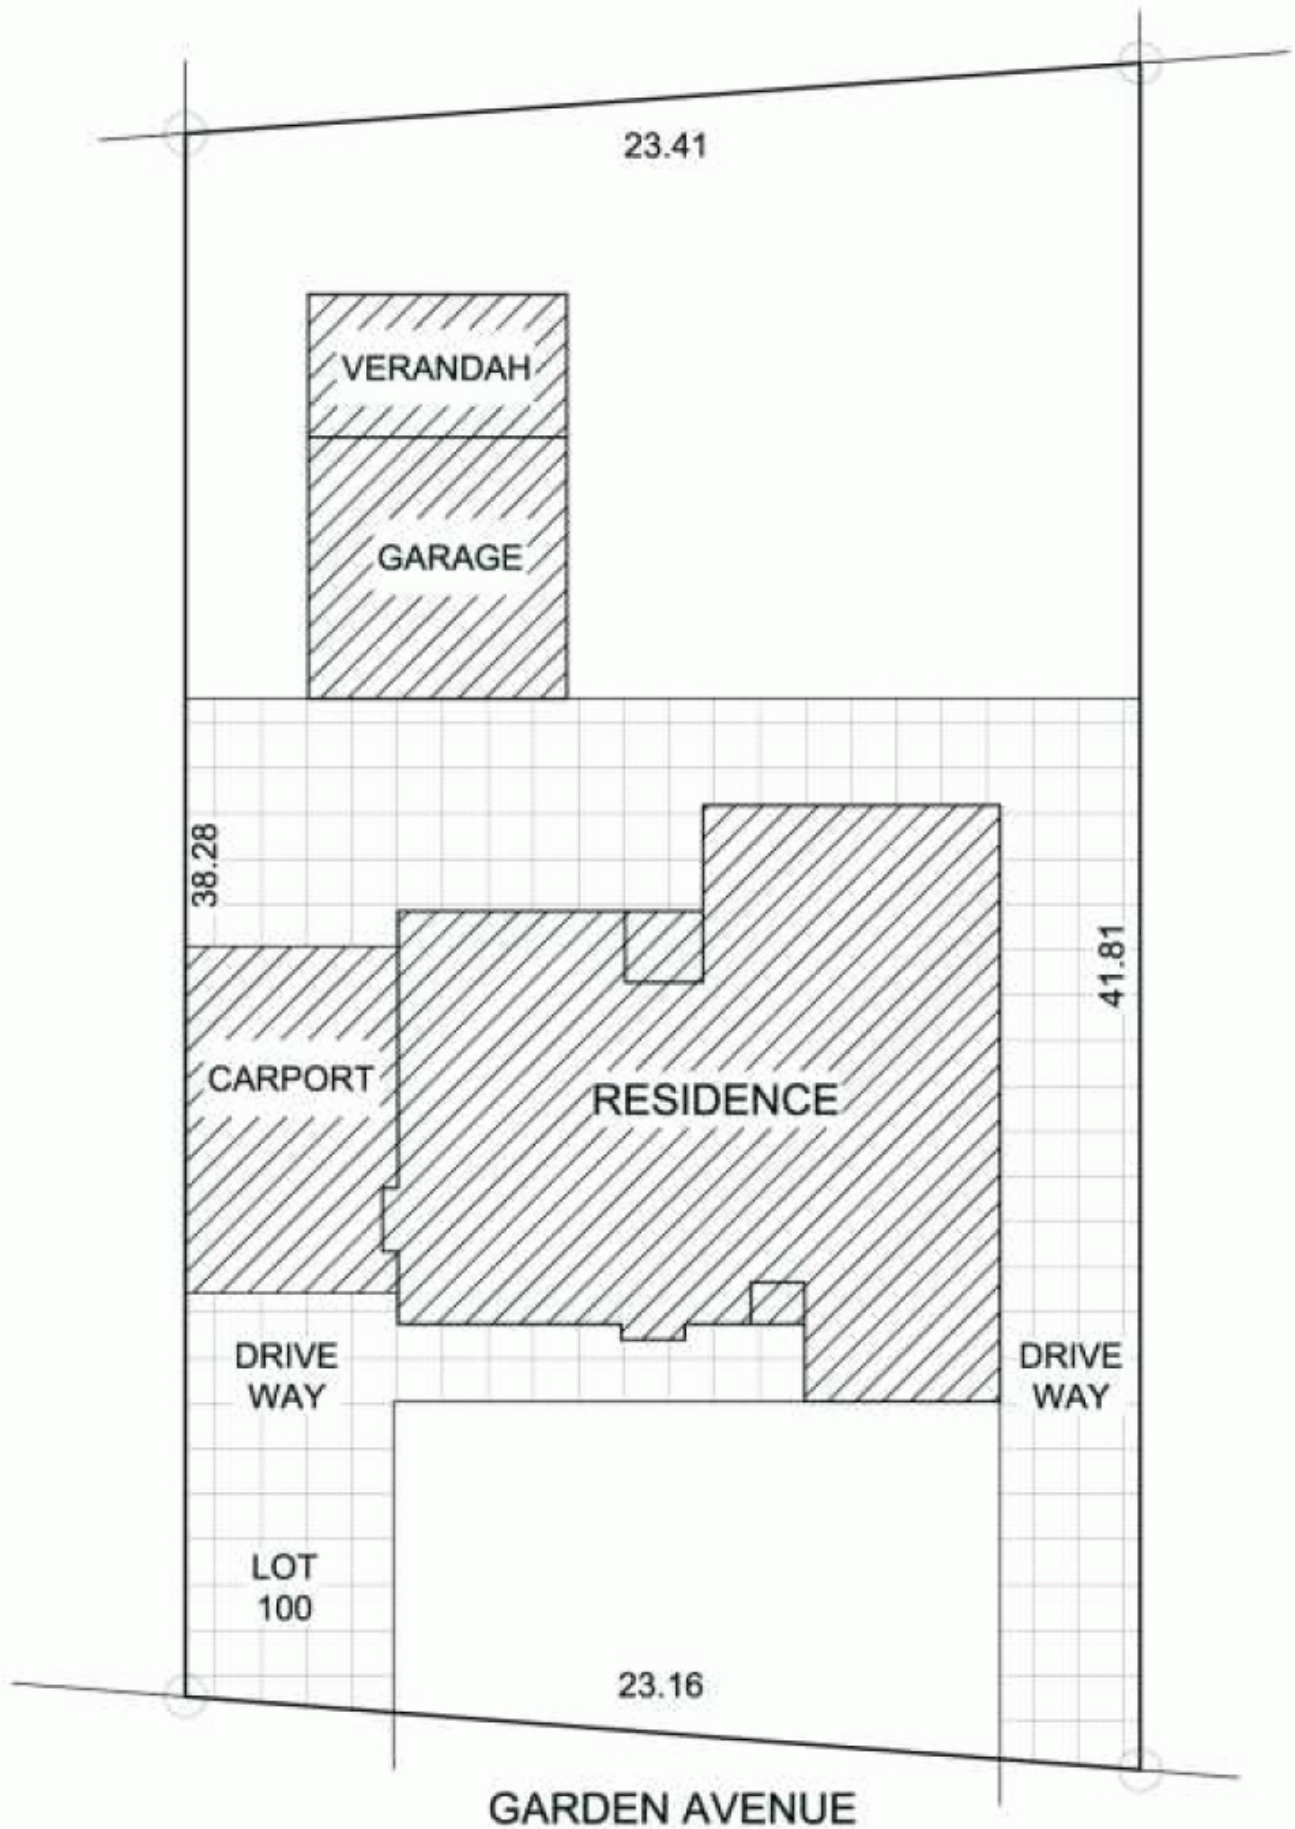 23.41
VERANDAH
GARAGE
38.28
41.81
CARPORT
RESIDENCE
DRIVE
WAY
DRIVE
WAY
LOT
100
23.16
GARDEN AVENUE